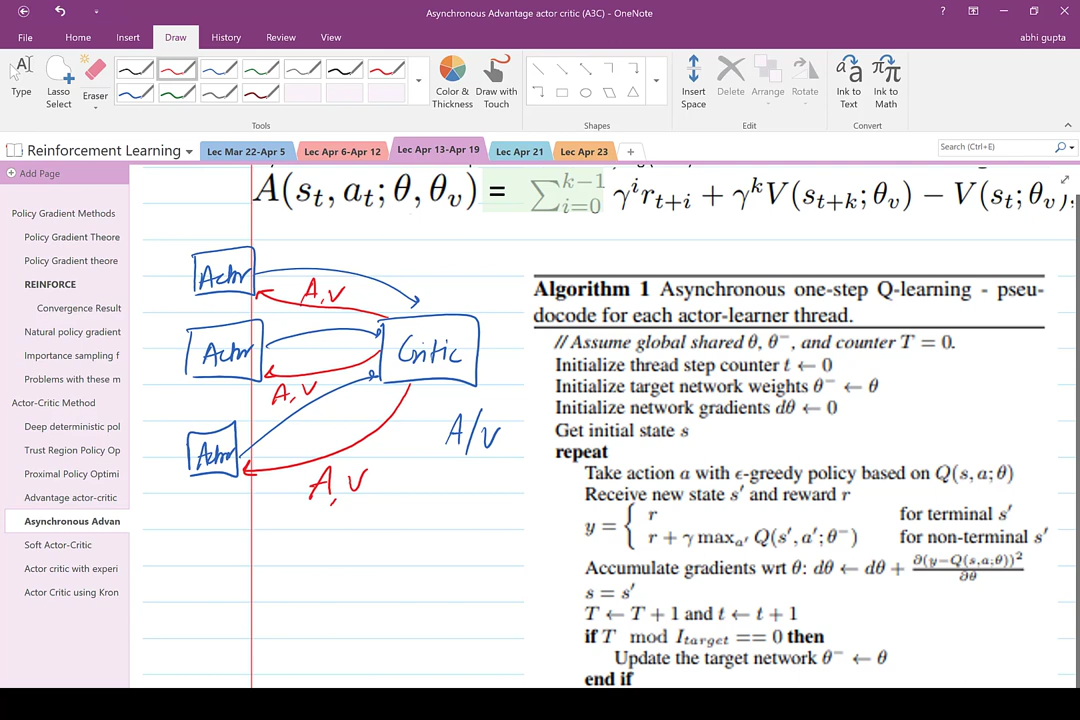 Asynchronous Advantage actor critic (A3C) - OneNote
?
File Home Insert Draw History Review View
abhi gupta
Type
Lasso Select
Eraser
Color & Thickness
Draw with Touch
Insert Space
Delete
Arrange
Rotate
Ink to Text
Ink to Math
Tools
Shapes
Edit
Convert
Reinforcement Learning
Lec Mar 22-Apr 5
Lec Apr 6-Apr 12
Lec Apr 13-Apr 19
Lec Apr 21
Lec Apr 23
+
Search (Ctrl+E)
Add Page
Policy Gradient Methods
Policy Gradient Theore
Policy Gradient theore
REINFORCE
Convergence Result
Natural policy gradient
Importance sampling f
Problems with these m
Actor-Critic Method
Deep deterministic pol
Trust Region Policy Op
Proximal Policy Optimi
Advantage actor-critic
Asynchronous Advan
Soft Actor-Critic
Actor critic with experi
Actor Critic using Kron
A(s_t, a_t; θ, θ_v) = ∑_{i=0}^{k−1} γ^i r_{t+i} + γ^k V(s_{t+k}; θ_v) − V(s_t; θ_v),
Actor
A, V
Actor
Critic
A, V
A/V
Actor
A, V
Algorithm 1 Asynchronous one-step Q-learning - pseu-
docode for each actor-learner thread.
// Assume global shared θ, θ⁻, and counter T = 0.
Initialize thread step counter t ← 0
Initialize target network weights θ⁻ ← θ
Initialize network gradients dθ ← 0
Get initial state s
repeat
Take action a with ϵ-greedy policy based on Q(s, a; θ)
Receive new state s′ and reward r
y = { r for terminal s′
r + γ max_{a′} Q(s′, a′; θ⁻) for non-terminal s′
Accumulate gradients wrt θ: dθ ← dθ + ∂(y−Q(s,a;θ))²/∂θ
s = s′
T ← T + 1 and t ← t + 1
if T mod I_target == 0 then
Update the target network θ⁻ ← θ
end if